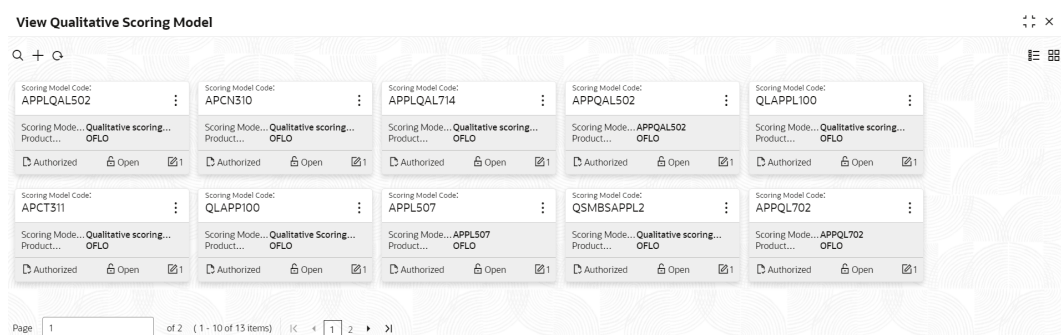 View Qualitative Scoring Model
Scoring Model Code:
APPLQAL502
Scoring Mode... Qualitative scoring...
Product... OFLO
Authorized Open 1
Scoring Model Code:
APCN310
Scoring Mode... Qualitative scoring...
Product... OFLO
Authorized Open 1
Scoring Model Code:
APPLQAL714
Scoring Mode... Qualitative scoring...
Product... OFLO
Authorized Open 1
Scoring Model Code:
APPQAL502
Scoring Mode... APPQAL502
Product... OFLO
Authorized Open 1
Scoring Model Code:
QLAPPL100
Scoring Mode... Qualitative scoring...
Product... OFLO
Authorized Open 1
Scoring Model Code:
APCT311
Scoring Mode... Qualitative scoring...
Product... OFLO
Authorized Open 1
Scoring Model Code:
QLAPP100
Scoring Mode... Qualitative Scoring...
Product... OFLO
Authorized Open 1
Scoring Model Code:
APPL507
Scoring Mode... APPL507
Product... OFLO
Authorized Open 1
Scoring Model Code:
QSMBSAPPL2
Scoring Mode... Qualitative scoring...
Product... OFLO
Authorized Open 1
Scoring Model Code:
APPQL702
Scoring Mode... APPQL702
Product... OFLO
Authorized Open 1
Page 1 of 2 (1 - 10 of 13 items) 1 2